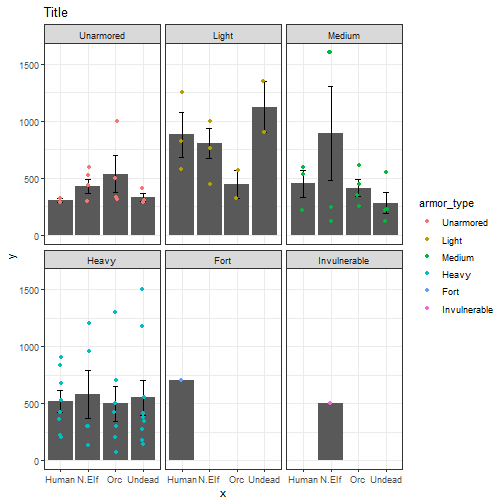 Title
Unarmored Light Medium
1500
1000
500
0
Heavy Fort Invulnerable
1500
1000
500
0
Human N.Elf Orc Undead Human N.Elf Orc Undead Human N.Elf Orc Undead
x
y
armor_type
Unarmored
Light
Medium
Heavy
Fort
Invulnerable